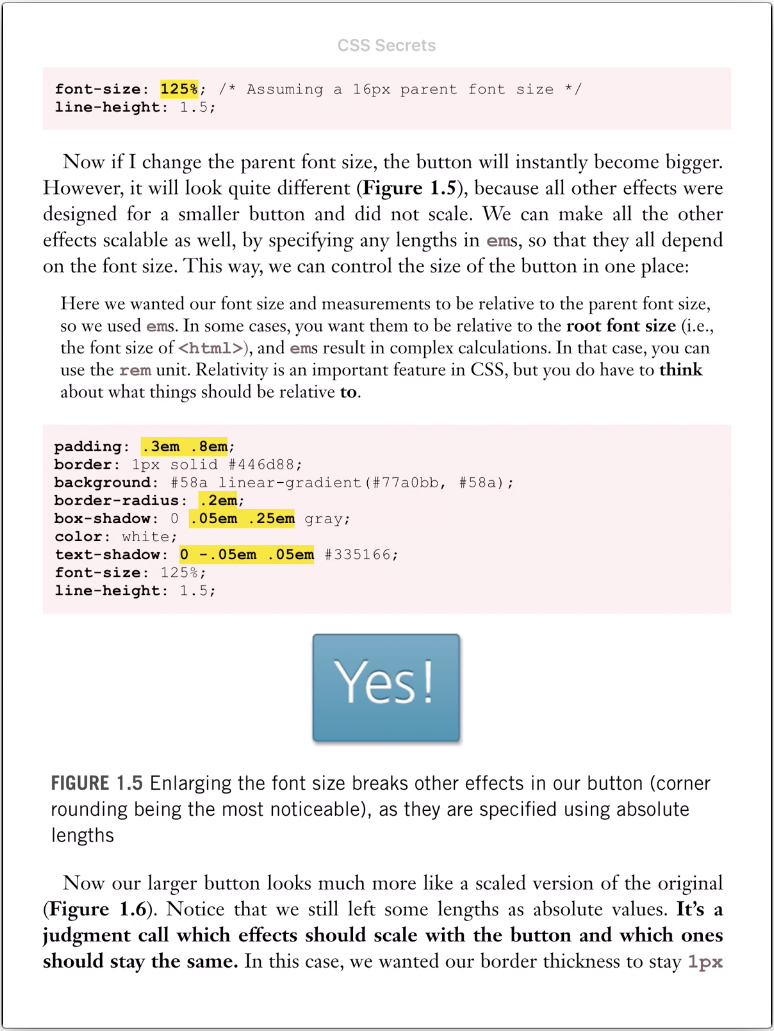 CSS Secrets
font-size: 125%; /* Assuming a 16px parent font size */
line-height: 1.5;
Now if I change the parent font size, the button will instantly become bigger.
However, it will look quite different (Figure 1.5), because all other effects were
designed for a smaller button and did not scale. We can make all the other
effects scalable as well, by specifying any lengths in ems, so that they all depend
on the font size. This way, we can control the size of the button in one place:
Here we wanted our font size and measurements to be relative to the parent font size,
so we used ems. In some cases, you want them to be relative to the root font size (i.e.,
the font size of <html>), and ems result in complex calculations. In that case, you can
use the rem unit. Relativity is an important feature in CSS, but you do have to think
about what things should be relative to.
padding: .3em .8em;
border: 1px solid #446d88;
background: #58a linear-gradient(#77a0bb, #58a);
border-radius: .2em;
box-shadow: 0 .05em .25em gray;
color: white;
text-shadow: 0 -.05em .05em #335166;
font-size: 125%;
line-height: 1.5;
Yes!
FIGURE 1.5 Enlarging the font size breaks other effects in our button (corner
rounding being the most noticeable), as they are specified using absolute
lengths
Now our larger button looks much more like a scaled version of the original
(Figure 1.6). Notice that we still left some lengths as absolute values. It’s a
judgment call which effects should scale with the button and which ones
should stay the same. In this case, we wanted our border thickness to stay 1px